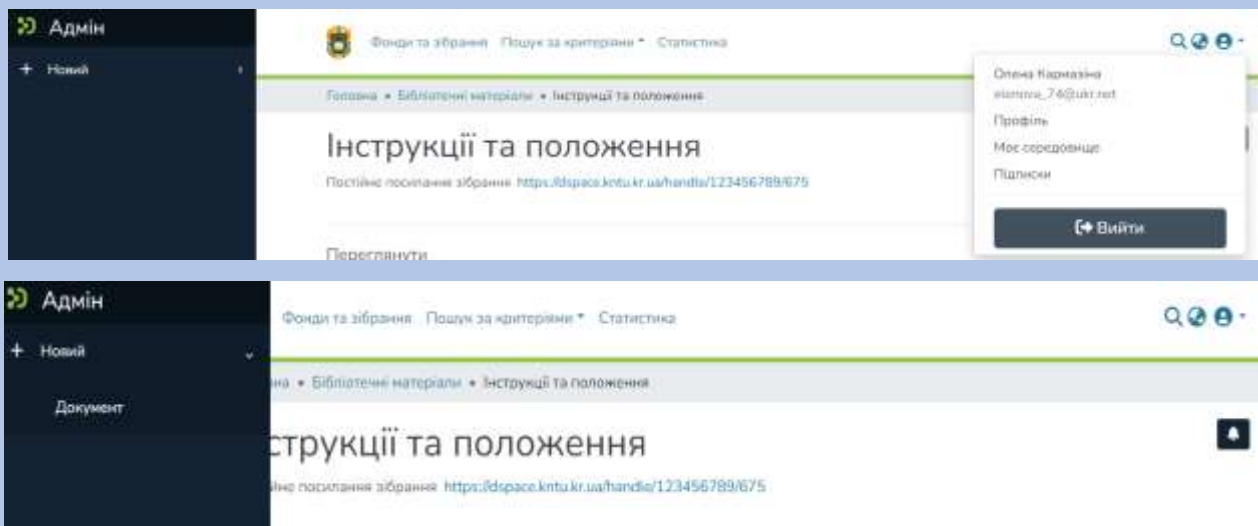 Адмін
Фонди та зібрання Пошук за критеріями Статистика
+ Новий
Олена Кармазіна
Головна • Бібліотечні матеріали • Інструкції та положення
Профіль
Інструкції та положення
Моє середовище
Постійне посилання зібрання https://dspace.kntu.kr.ua/handle/123456789/675
Підписки
Вийти
Переглянути
Адмін
Фонди та зібрання Пошук за критеріями Статистика
+ Новий
на • Бібліотечні матеріали • Інструкції та положення
Документ
струкції та положення
йне посилання зібрання https://dspace.kntu.kr.ua/handle/123456789/675